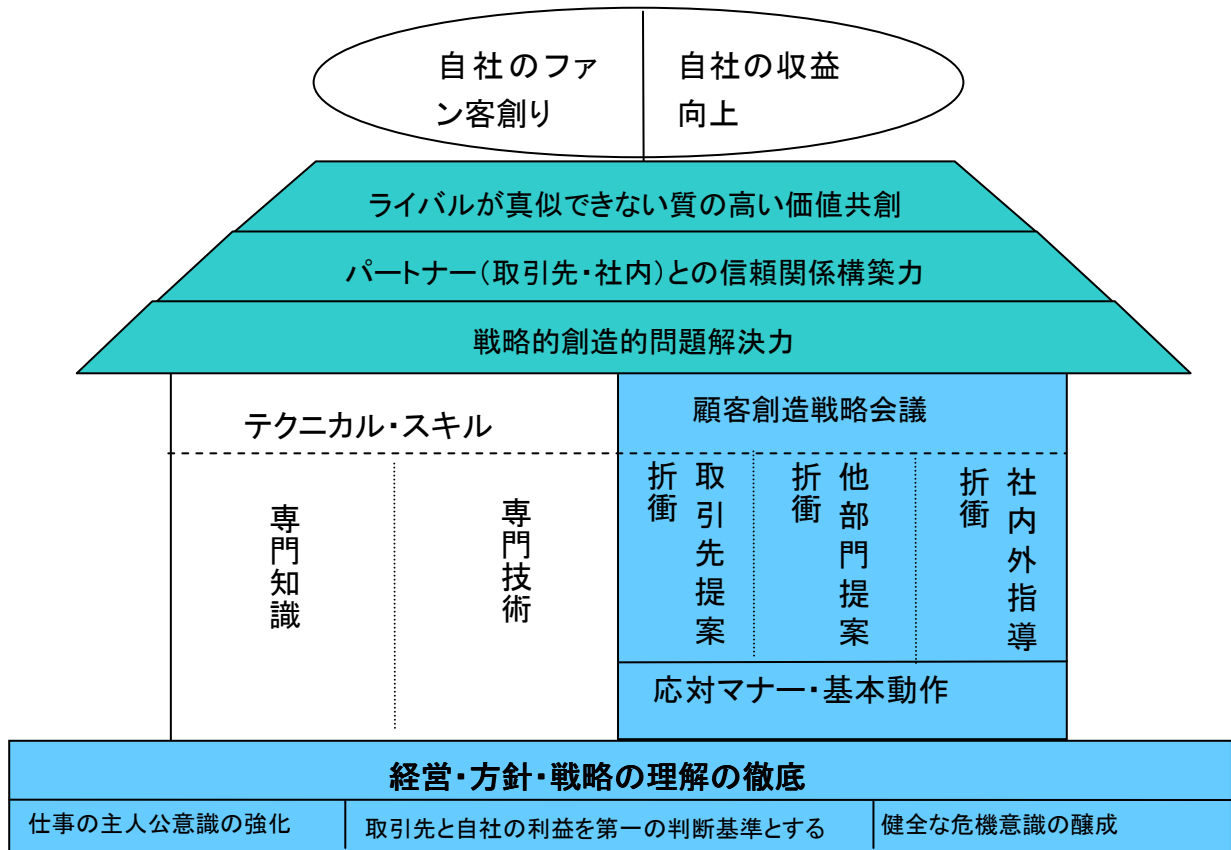 自社のファ
ン客創り
自社の収益
向上
ライバルが真似できない質の高い価値共創
パートナー(取引先・社内)との信頼関係構築力
戦略的創造的問題解決力
テクニカル・スキル
専門知識
専門技術
顧客創造戦略会議
取引先提案
折衝
他部門提案
折衝
社内外指導
折衝
応対マナー・基本動作
経営・方針・戦略の理解の徹底
仕事の主人公意識の強化
取引先と自社の利益を第一の判断基準とする
健全な危機意識の醸成